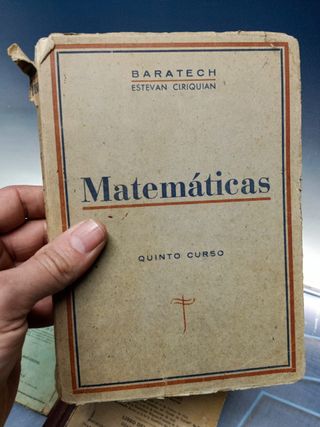 BARATECH
ESTEVAN CIRIQUIAN
Matemáticas
QUINTO CURSO